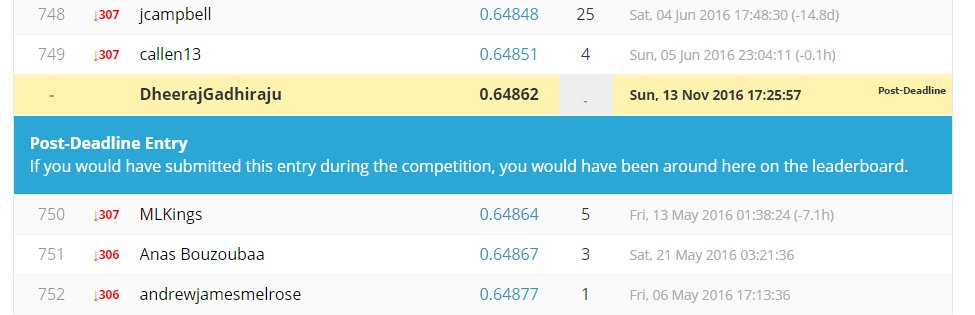 748 ↓307 jcampbell 0.64848 25 Sat, 04 Jun 2016 17:48:30 (-14.8d)
749 ↓307 callen13 0.64851 4 Sun, 05 Jun 2016 23:04:11 (-0.1h)
- DheerajGadhiraju 0.64862 - Sun, 13 Nov 2016 17:25:57 Post-Deadline
Post-Deadline Entry
If you would have submitted this entry during the competition, you would have been around here on the leaderboard.
750 ↓307 MLKings 0.64864 5 Fri, 13 May 2016 01:38:24 (-7.1h)
751 ↓306 Anas Bouzoubaa 0.64867 3 Sat, 21 May 2016 03:21:36
752 ↓306 andrewjamesmelrose 0.64877 1 Fri, 06 May 2016 17:13:36